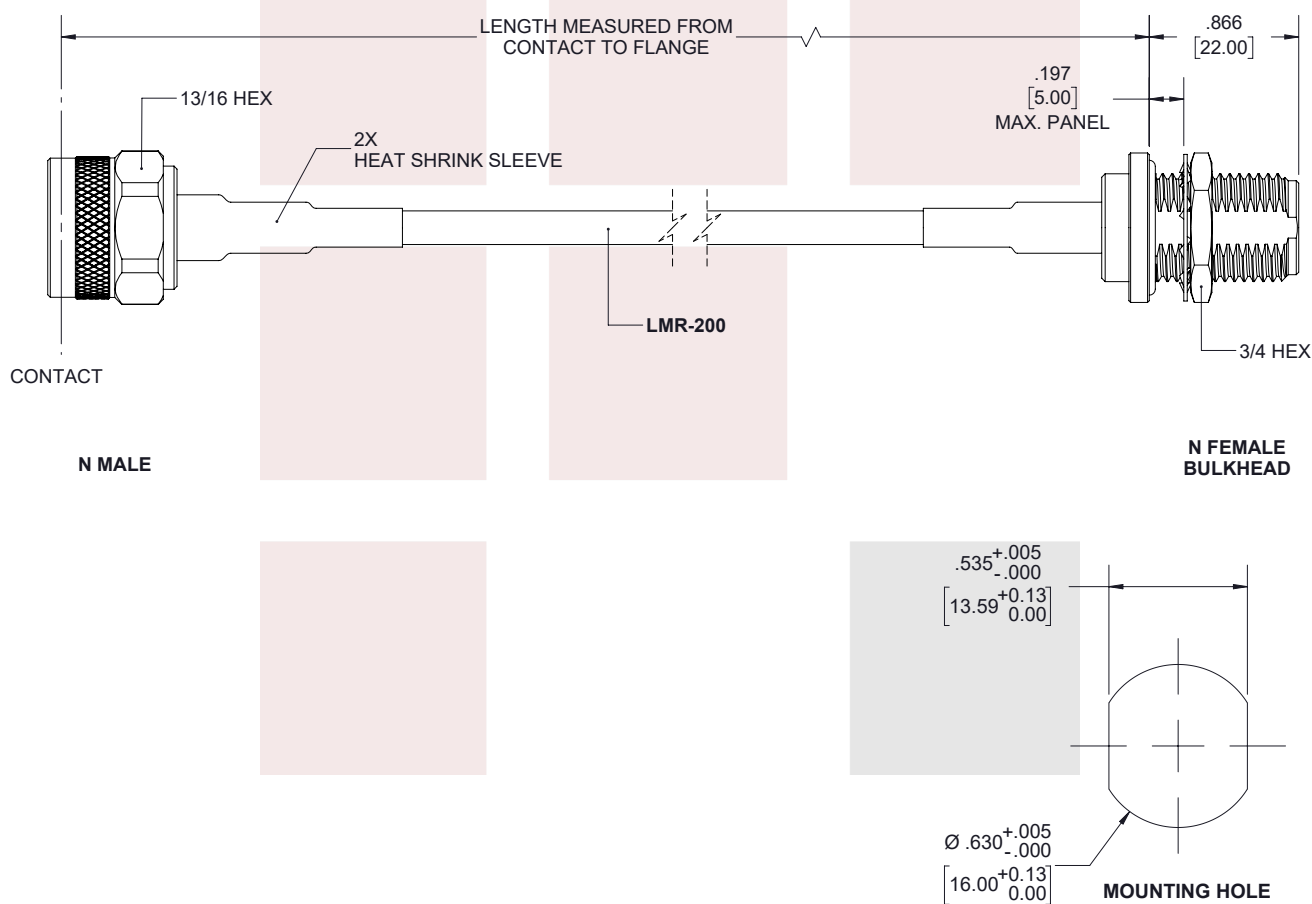 LENGTH MEASURED FROM
CONTACT TO FLANGE
.866
[22.00]
.197
[5.00]
MAX. PANEL
13/16 HEX
2X
HEAT SHRINK SLEEVE
LMR-200
3/4 HEX
CONTACT
N MALE
N FEMALE
BULKHEAD
.535 +.005
-.000
[13.59 +0.13
0.00]
Ø .630 +.005
-.000
[16.00 +0.13
0.00]
MOUNTING HOLE